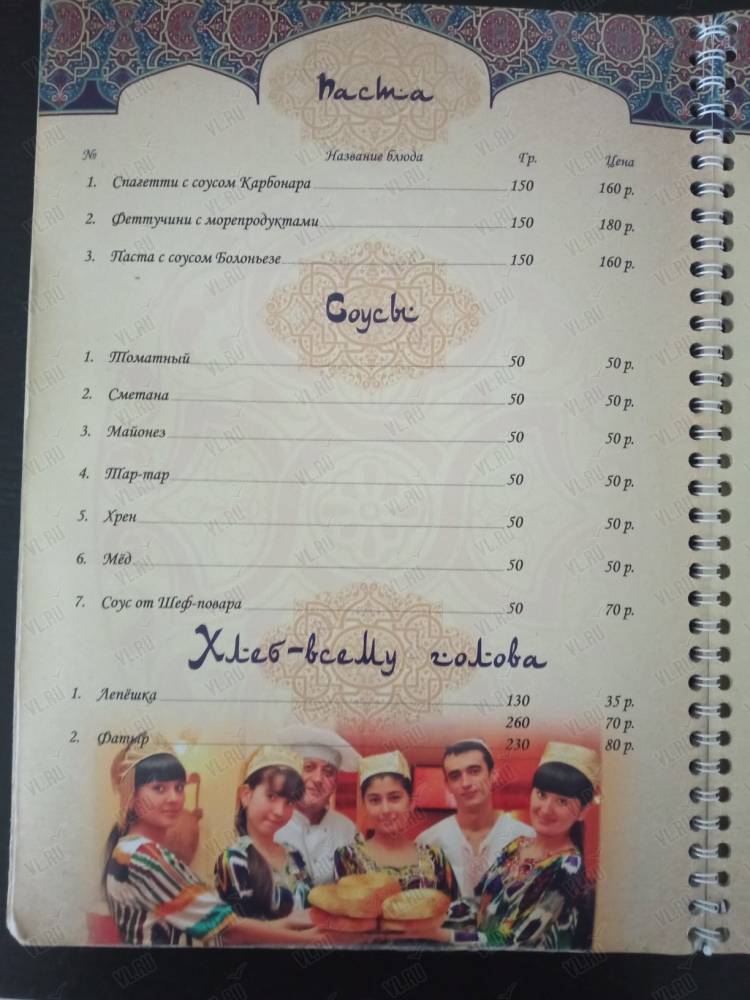 Паста
№ Название блюда Гр. Цена
1. Спагетти с соусом Карбонара 150 160 р.
2. Феттучини с морепродуктами 150 180 р.
3. Паста с соусом Болоньезе 150 160 р.
Соусы
1. Томатный 50 50 р.
2. Сметана 50 50 р.
3. Майонез 50 50 р.
4. Тар-тар 50 50 р.
5. Хрен 50 50 р.
6. Мёд 50 50 р.
7. Соус от Шеф-повара 50 70 р.
Хлеб-всему голова
1. Лепёшка 130 35 р.
260 70 р.
2. Фатыр 230 80 р.
VL.RU